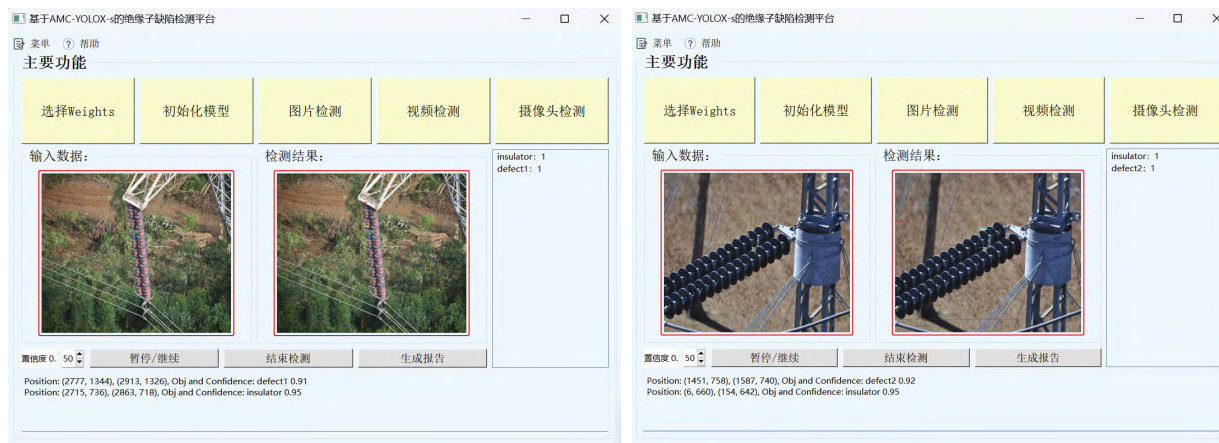 基于AMC-YOLOX-s的绝缘子缺陷检测平台
菜单 帮助
主要功能
选择Weights 初始化模型 图片检测 视频检测 摄像头检测
输入数据: 检测结果:
insulator: 1
defect1: 1
置信度 0. 50 暂停/继续 结束检测 生成报告
Position: (2777, 1344), (2913, 1326), Obj and Confidence: defect1 0.91
Position: (2715, 736), (2863, 718), Obj and Confidence: insulator 0.95
基于AMC-YOLOX-s的绝缘子缺陷检测平台
菜单 帮助
主要功能
选择Weights 初始化模型 图片检测 视频检测 摄像头检测
输入数据: 检测结果:
insulator: 1
defect2: 1
置信度 0. 50 暂停/继续 结束检测 生成报告
Position: (1451, 758), (1587, 740), Obj and Confidence: defect2 0.92
Position: (6, 660), (154, 642), Obj and Confidence: insulator 0.95